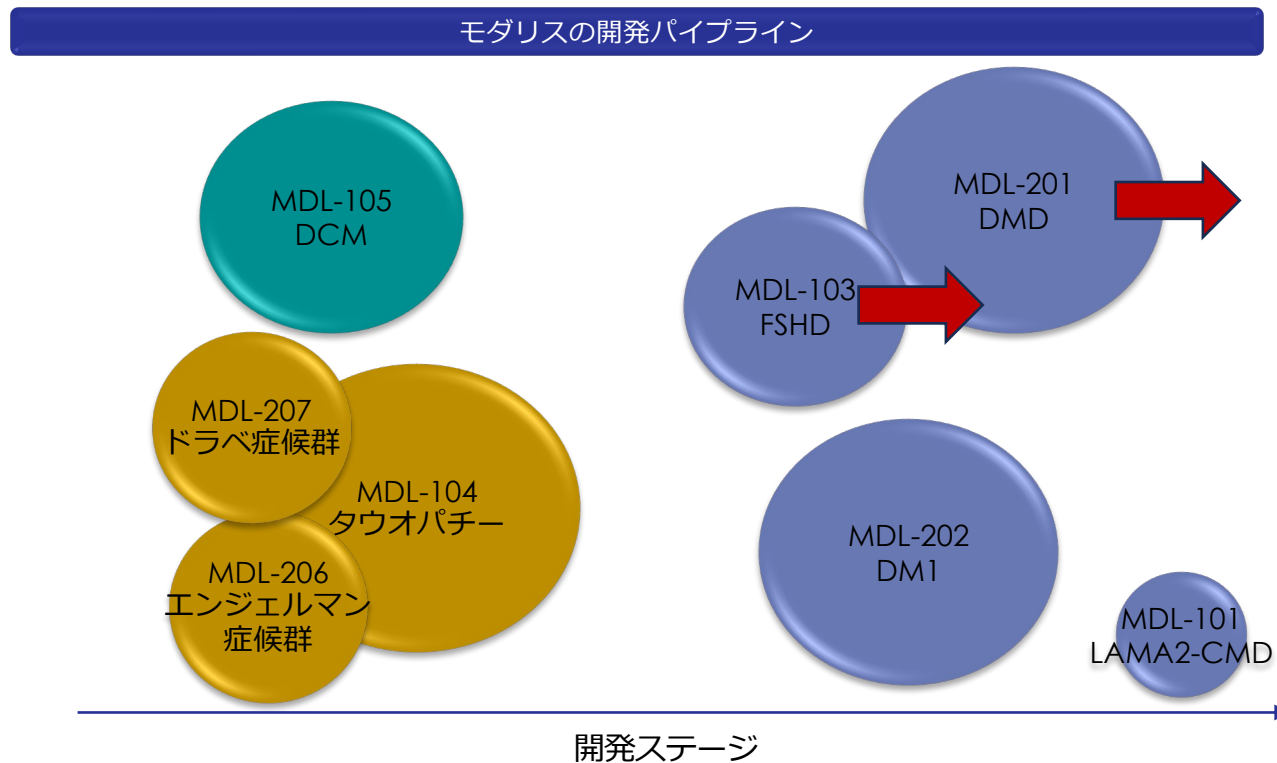 モダリスの開発パイプライン
MDL-105
DCM
MDL-201
DMD
MDL-103
FSHD
MDL-207
ドラベ症候群
MDL-104
タウオパチー
MDL-206
エンジェルマン
症候群
MDL-202
DM1
MDL-101
LAMA2-CMD
開発ステージ